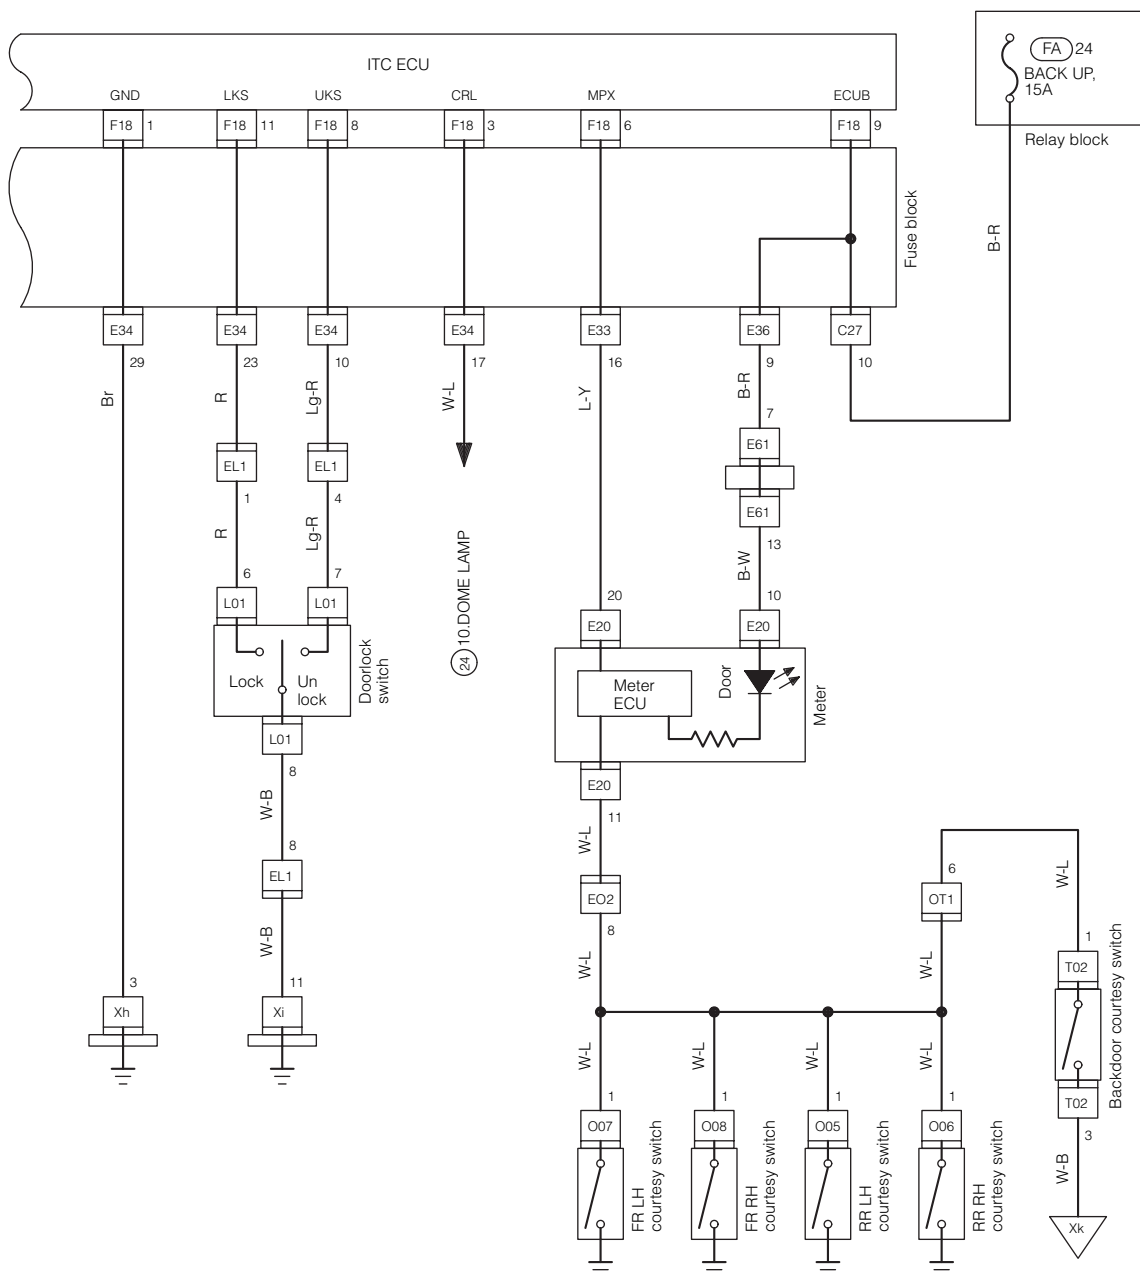 ITC ECU
FA 24
BACK UP,
15A
Relay block
GND LKS UKS CRL MPX ECUB
F18 1 F18 11 F18 8 F18 3 F18 6 F18 9
Fuse block
B-R
E34 E34 E34 E34 E33 E36 C27
29 23 10 17 16 9 10
Br R Lg-R W-L L-Y B-R
7
EL1 EL1 E61
1 4
E61
13
R Lg-R B-W
24 10.DOME LAMP
6 7 20 10
L01 L01 E20 E20
Lock
Un
lock
Doorlock
switch
Meter
ECU
Door
Meter
L01
8
W-B
E20
11
W-L
8
EL1
EO2
8
6
OT1
W-L
W-B
W-L
W-L
1
T02
Backdoor courtesy switch
T02
3
W-B
Xk
3 11
Xh Xi
W-L W-L W-L W-L
1 1 1 1
O07 O08 O05 O06
FR LH
courtesy switch
FR RH
courtesy switch
RR LH
courtesy switch
RR RH
courtesy switch